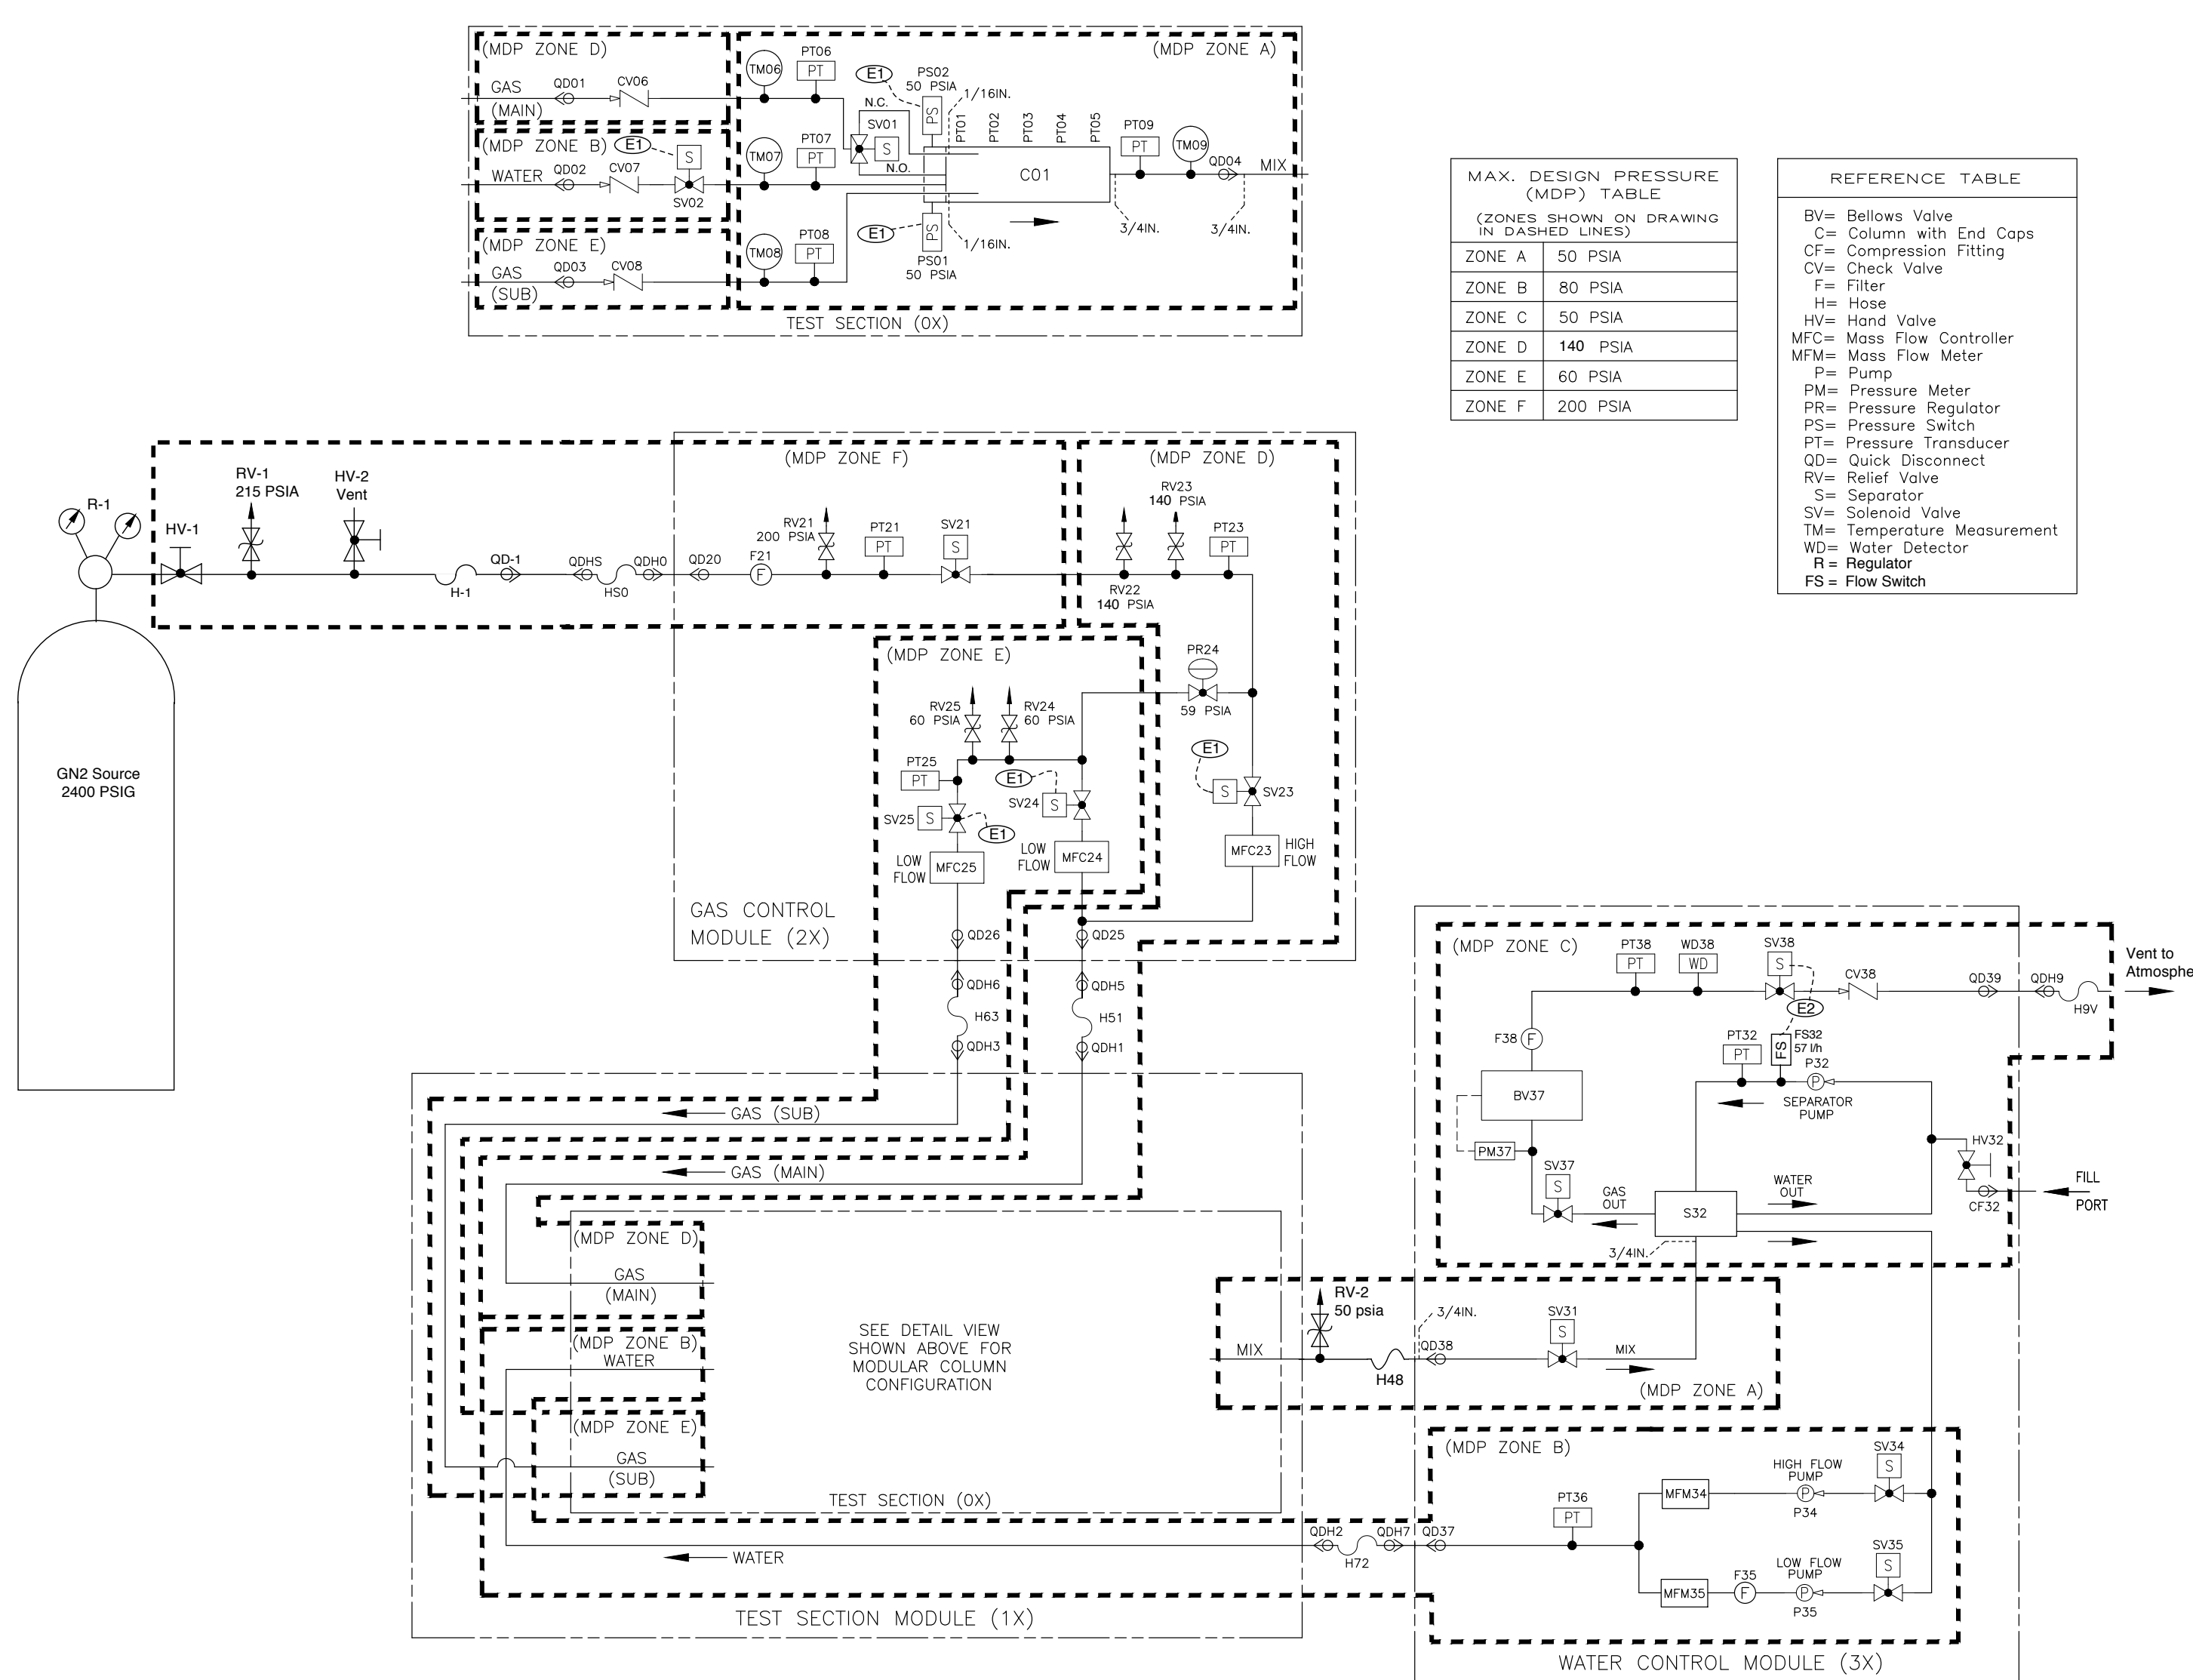 (MDP ZONE D)
GAS
(MAIN)
QD01
CV06
(MDP ZONE B)
E1
S
WATER
QD02
CV07
SV02
(MDP ZONE E)
GAS
(SUB)
QD03
CV08
(MDP ZONE A)
TM06
PT06
PT
TM07
PT07
PT
TM08
PT08
PT
E1
PS02
50 PSIA
PS
1/16IN.
N.C.
SV01
S
N.O.
PT01
PT02
PT03
PT04
PT05
C01
E1
PS
PS01
50 PSIA
1/16IN.
PT09
PT
TM09
QD04
MIX
3/4IN.
3/4IN.
TEST SECTION (0X)
MAX. DESIGN PRESSURE
(MDP) TABLE
(ZONES SHOWN ON DRAWING
IN DASHED LINES)
ZONE A 50 PSIA
ZONE B 80 PSIA
ZONE C 50 PSIA
ZONE D 140 PSIA
ZONE E 60 PSIA
ZONE F 200 PSIA
REFERENCE TABLE
BV= Bellows Valve
C= Column with End Caps
CF= Compression Fitting
CV= Check Valve
F= Filter
H= Hose
HV= Hand Valve
MFC= Mass Flow Controller
MFM= Mass Flow Meter
P= Pump
PM= Pressure Meter
PR= Pressure Regulator
PS= Pressure Switch
PT= Pressure Transducer
QD= Quick Disconnect
RV= Relief Valve
S= Separator
SV= Solenoid Valve
TM= Temperature Measurement
WD= Water Detector
R = Regulator
FS = Flow Switch
R-1
HV-1
RV-1
215 PSIA
HV-2
Vent
H-1
QD-1
QDHS
HS0
QDH0
GN2 Source
2400 PSIG
(MDP ZONE F)
QD20
F21
F
RV21
200 PSIA
PT21
PT
SV21
S
(MDP ZONE D)
RV23
140 PSIA
RV22
140 PSIA
PT23
PT
(MDP ZONE E)
PR24
59 PSIA
RV25
60 PSIA
RV24
60 PSIA
PT25
PT
E1
SV24
S
SV25
S
E1
E1
S
SV23
LOW
FLOW
MFC25
LOW
FLOW
MFC24
MFC23
HIGH
FLOW
GAS CONTROL
MODULE (2X)
QD26
QD25
QDH6
QDH5
H63
H51
QDH3
QDH1
GAS (SUB)
GAS (MAIN)
(MDP ZONE D)
GAS
(MAIN)
(MDP ZONE B)
WATER
(MDP ZONE E)
GAS
(SUB)
SEE DETAIL VIEW
SHOWN ABOVE FOR
MODULAR COLUMN
CONFIGURATION
TEST SECTION (0X)
WATER
TEST SECTION MODULE (1X)
(MDP ZONE C)
PT38
PT
WD38
WD
SV38
S
CV38
E2
QD39
QDH9
H9V
Vent to
Atmosphe
F38
F
PT32
PT
FS
FS32
57 l/h
P32
P
SEPARATOR
PUMP
BV37
PM37
SV37
S
GAS
OUT
S32
WATER
OUT
HV32
CF32
FILL
PORT
3/4IN.
MIX
RV-2
50 psia
H48
3/4IN.
QD38
SV31
S
MIX
(MDP ZONE A)
(MDP ZONE B)
SV34
S
HIGH FLOW
PUMP
P
P34
MFM34
PT36
PT
SV35
S
LOW FLOW
PUMP
P
P35
F35
F
MFM35
QDH2
H72
QDH7
QD37
WATER CONTROL MODULE (3X)